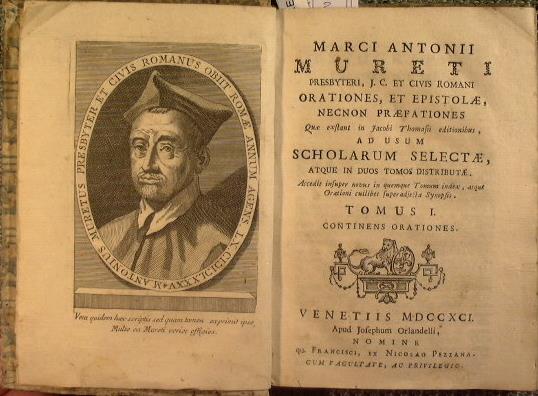 M. ANTONIUS MURETUS PRESBYTER ET CIVIS ROMANUS OBIIT ROMÆ ANNUM AGENS LX. CIƆIƆLXXXV
Vera quidem hæc scriptis sed quam tamen exprimit ipse,
Multo est Mureti verior effigies.
MARCI ANTONII
MURETI
PRESBYTERI, J. C. ET CIVIS ROMANI
ORATIONES, ET EPISTOLÆ,
NECNON PRÆFATIONES
Quæ exstant in Jacobi Thomasii editionibus,
AD USUM
SCHOLARUM SELECTÆ,
ATQUE IN DUOS TOMOS DISTRIBUTÆ.
Accedit insuper novus in quemque Tomum index, atque
Orationi cuilibet superadjecta Synopsis.
TOMUS I.
CONTINENS ORATIONES.
VENETIIS MDCCXCI.
Apud Josephum Orlandelli,
NOMINE
qu. FRANCISCI, EX NICOLAO PEZZANA.
CUM FACULTATE, AC PRIVILEGIO.